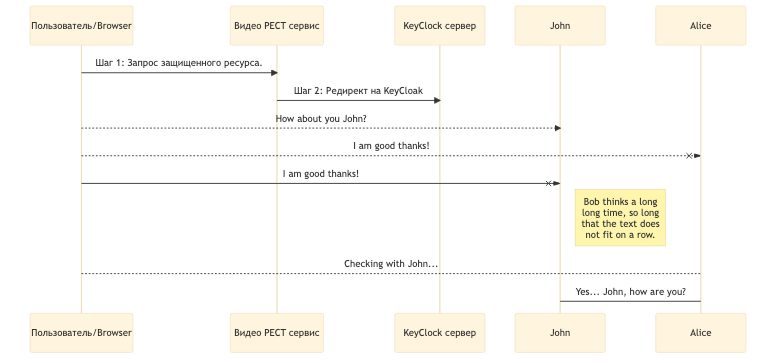 Пользователь/Browser
Видео РЕСТ сервис
KeyClock сервер
John
Alice
Шаг 1: Запрос защищенного ресурса.
Шаг 2: Редирект на KeyCloak
How about you John?
I am good thanks!
I am good thanks!
Bob thinks a long
long time, so long
that the text does
not fit on a row.
Checking with John...
Yes... John, how are you?
Пользователь/Browser
Видео РЕСТ сервис
KeyClock сервер
John
Alice